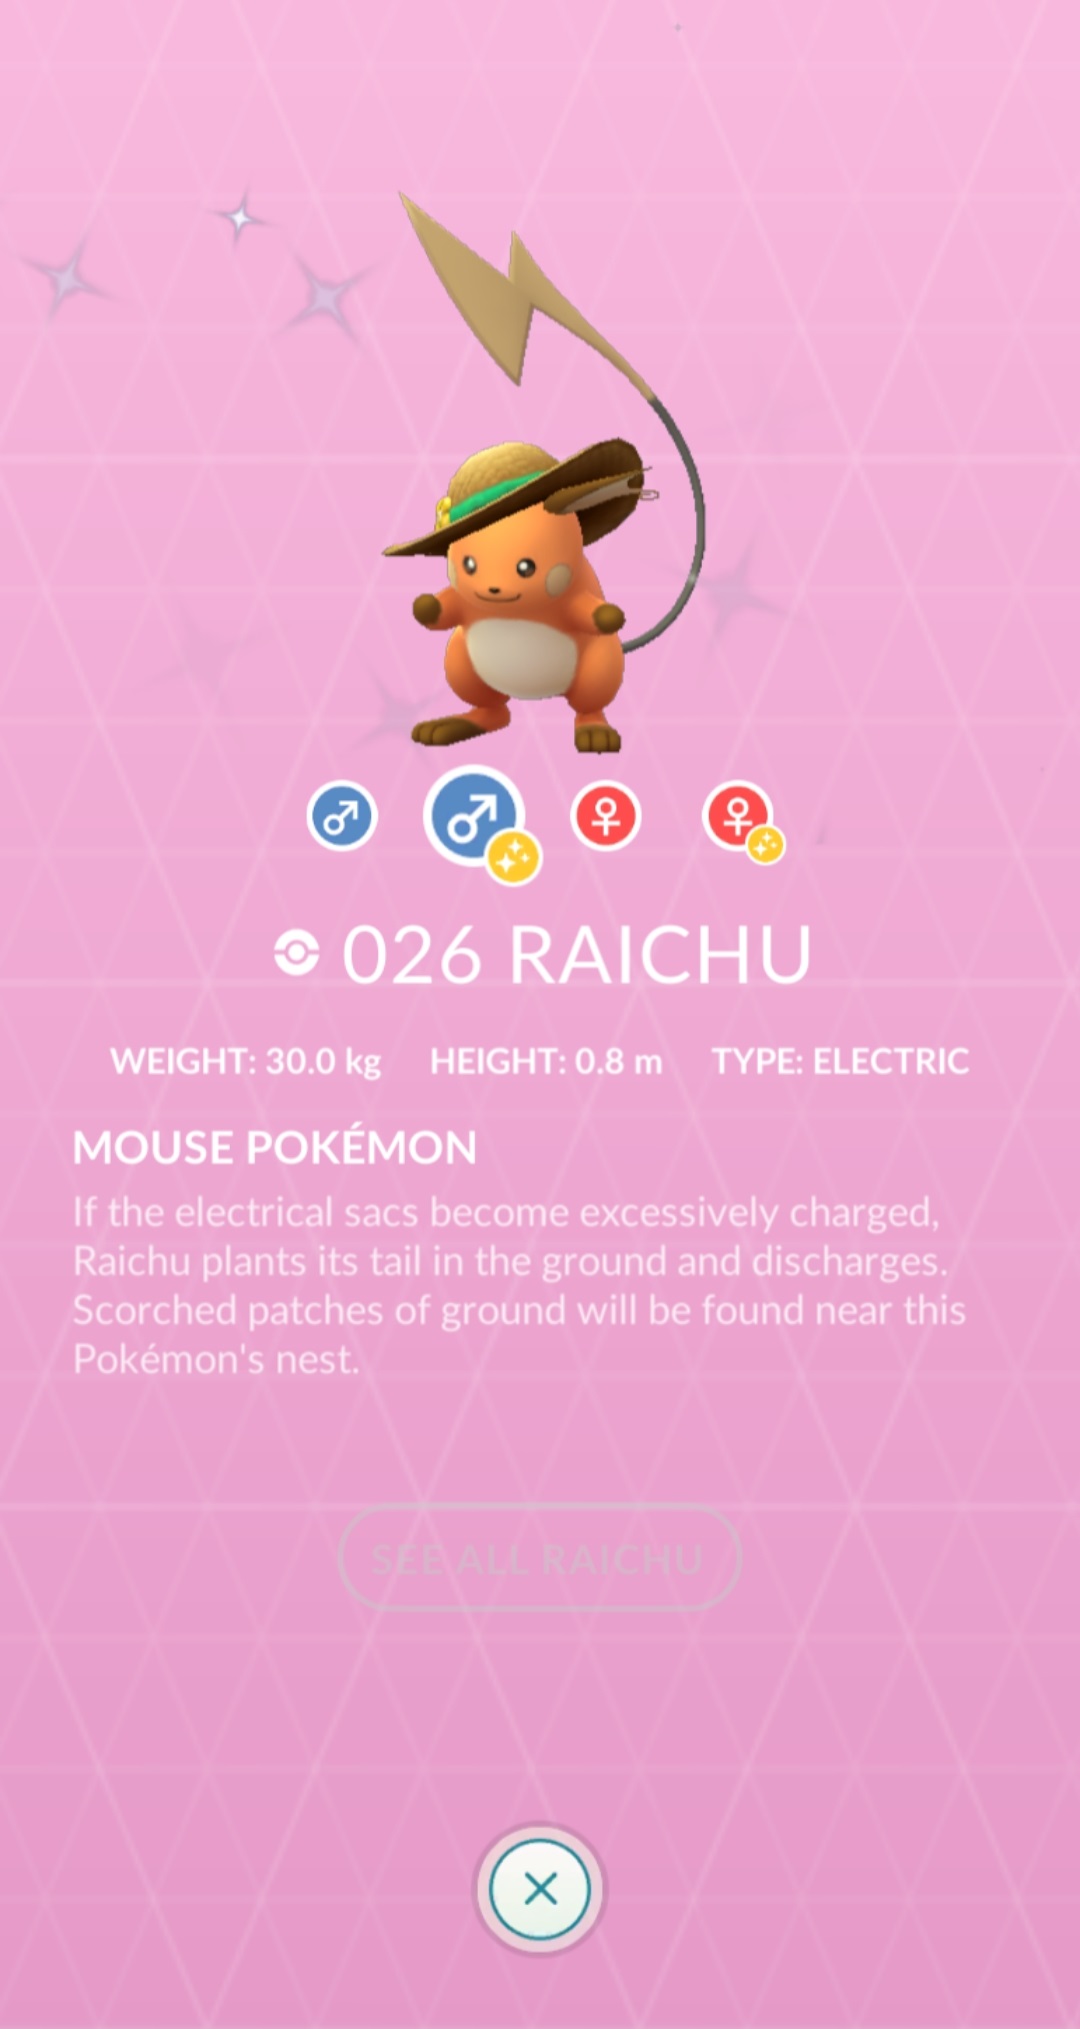 026 RAICHU
WEIGHT: 30.0 kg HEIGHT: 0.8 m TYPE: ELECTRIC
MOUSE POKÉMON
If the electrical sacs become excessively charged,
Raichu plants its tail in the ground and discharges.
Scorched patches of ground will be found near this
Pokémon's nest.
SEE ALL RAICHU